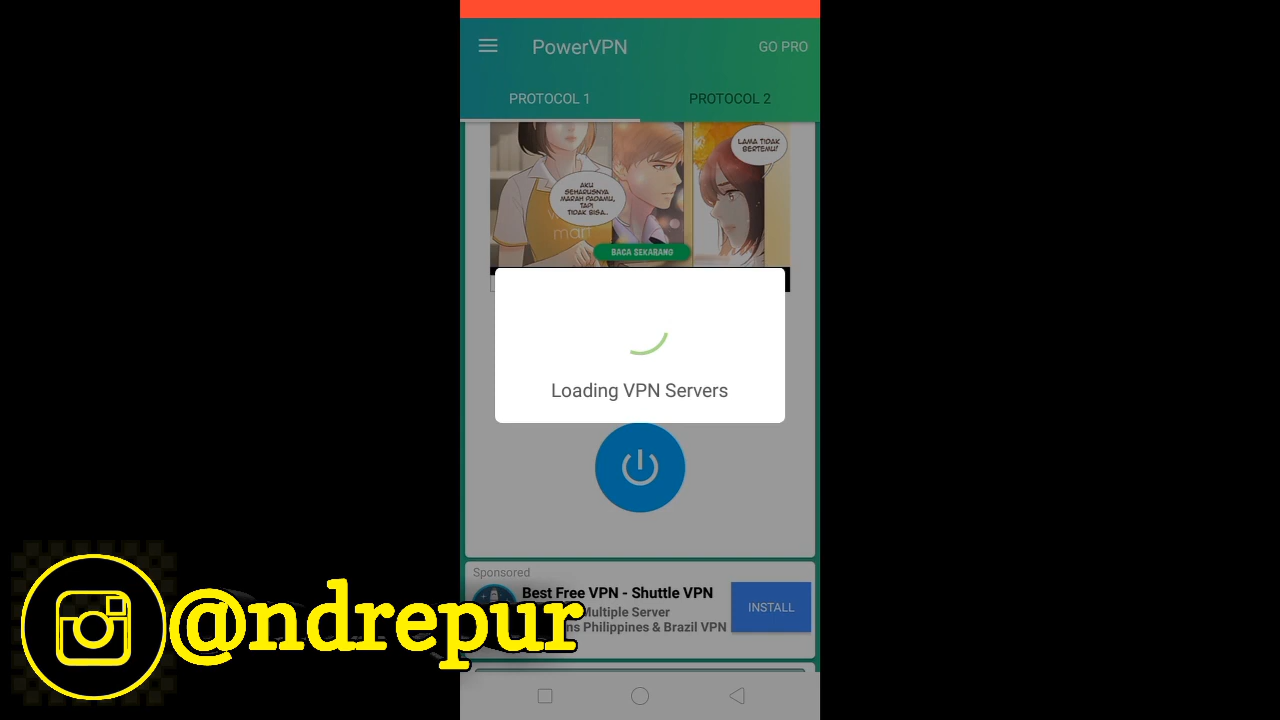 PowerVPN
GO PRO
PROTOCOL 1
PROTOCOL 2
LAMA TIDAK
BERTEMU!
AKU
SEHARUSNYA
MARAH PADAMU,
TAPI
TIDAK BISA..
BACA SEKARANG
Loading VPN Servers
Sponsored
Best Free VPN - Shuttle VPN
Multiple Server
Philippines & Brazil VPN
INSTALL
@ndrepur